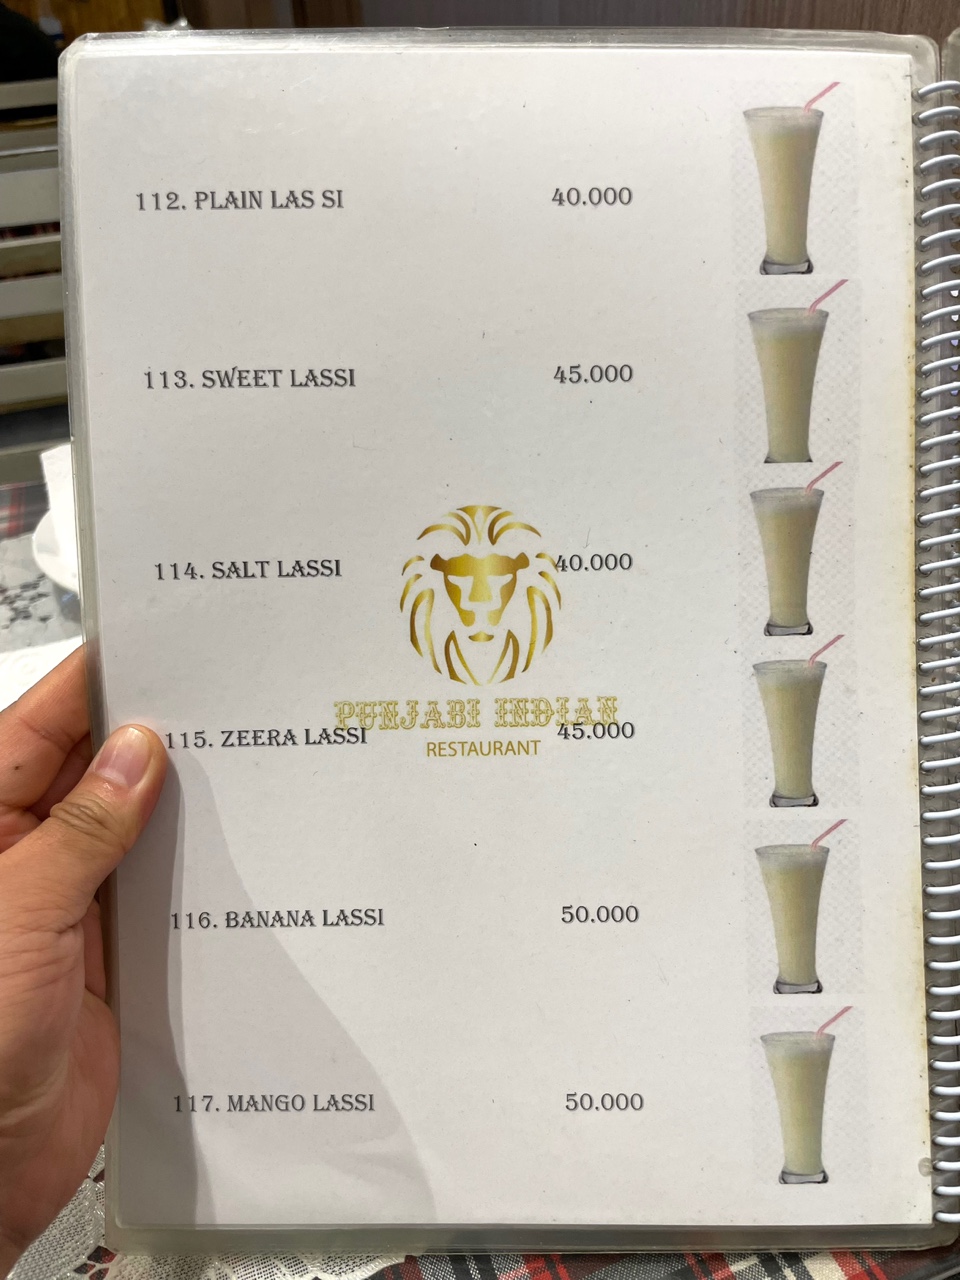 112. PLAIN LAS SI 40.000
113. SWEET LASSI 45.000
114. SALT LASSI 40.000
PUNJABI INDIAN
115. ZEERA LASSI 45.000
RESTAURANT
116. BANANA LASSI 50.000
117. MANGO LASSI 50.000